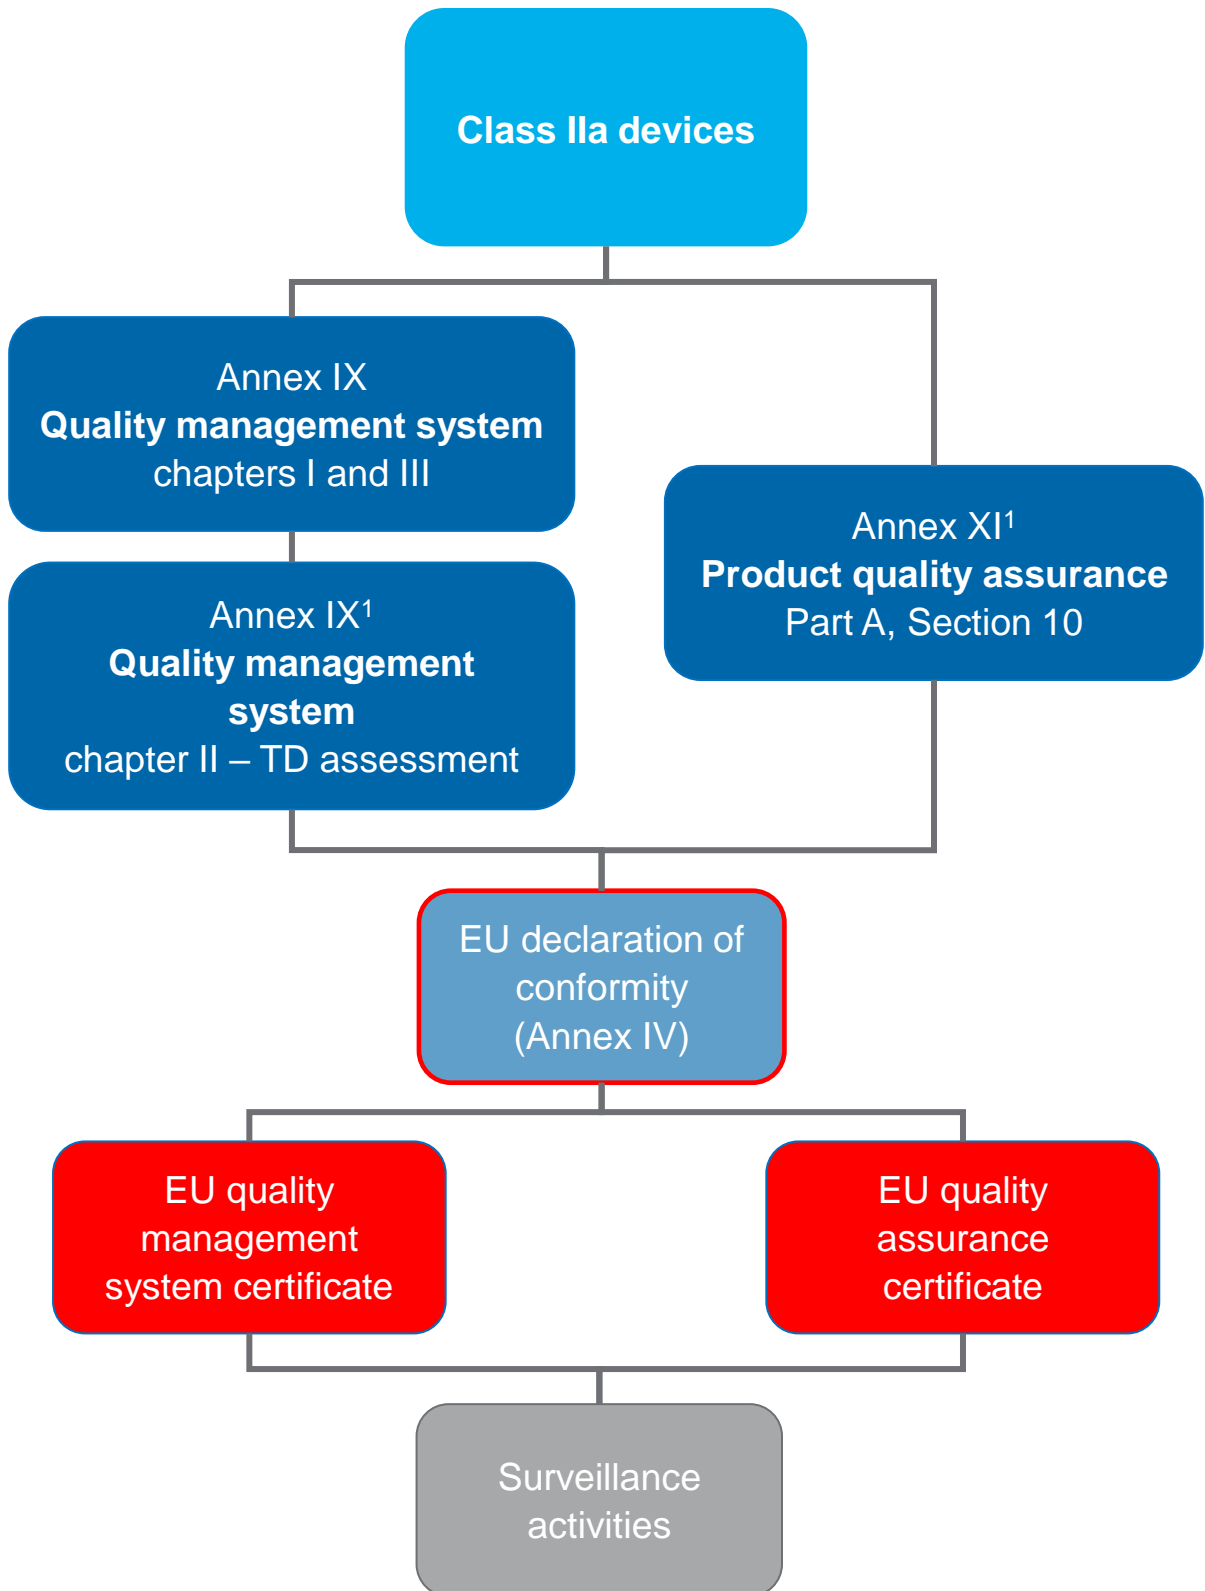 Class IIa devices
Annex IX
Quality management system
chapters I and III
Annex IX¹
Quality management
system
chapter II – TD assessment
Annex XI¹
Product quality assurance
Part A, Section 10
EU declaration of
conformity
(Annex IV)
EU quality
management
system certificate
EU quality
assurance
certificate
Surveillance
activities